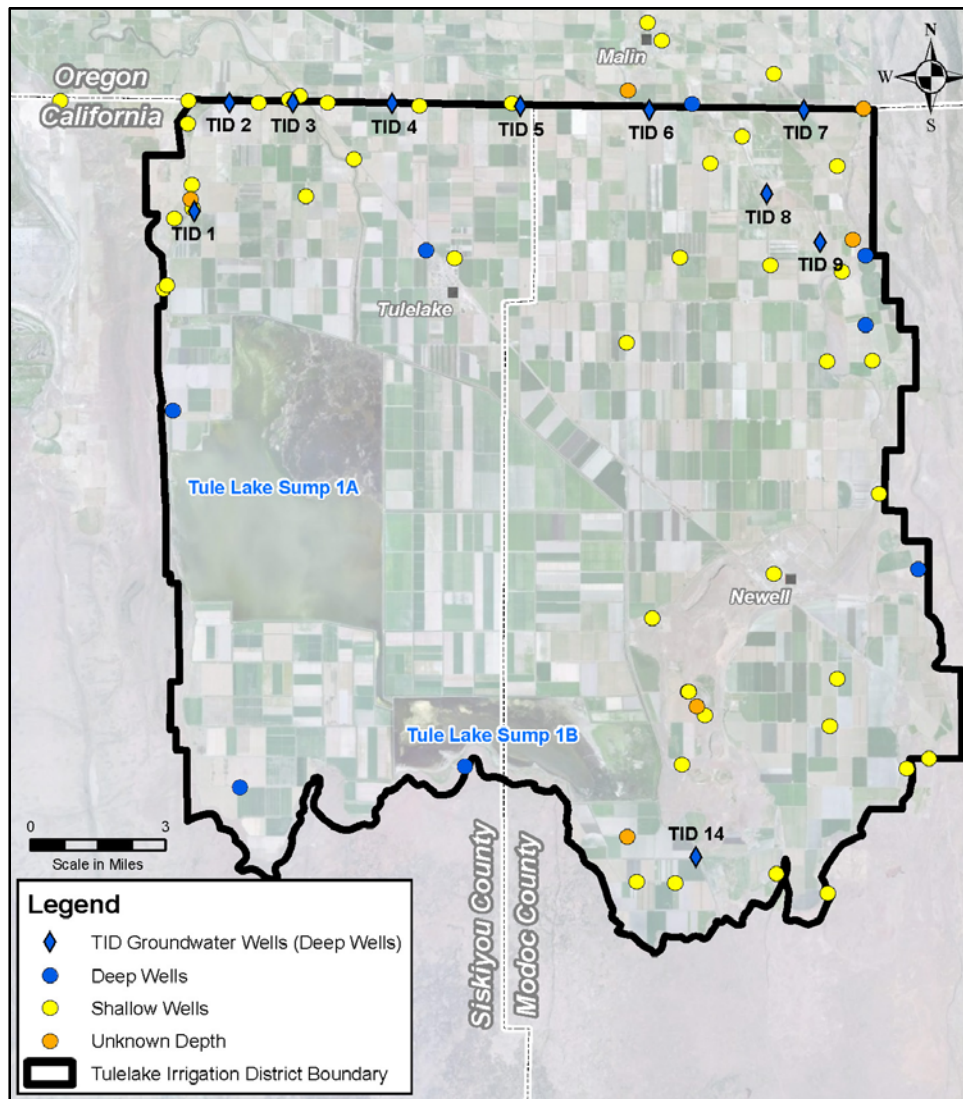 Malin
N
W
E
S
Oregon
California
TID 2
TID 3
TID 4
TID 5
TID 6
TID 7
TID 8
TID 1
TID 9
Tulelake
Tule Lake Sump 1A
Newell
Tule Lake Sump 1B
0
3
Scale in Miles
TID 14
Siskiyou County
Modoc County
Legend
TID Groundwater Wells (Deep Wells)
Deep Wells
Shallow Wells
Unknown Depth
Tulelake Irrigation District Boundary